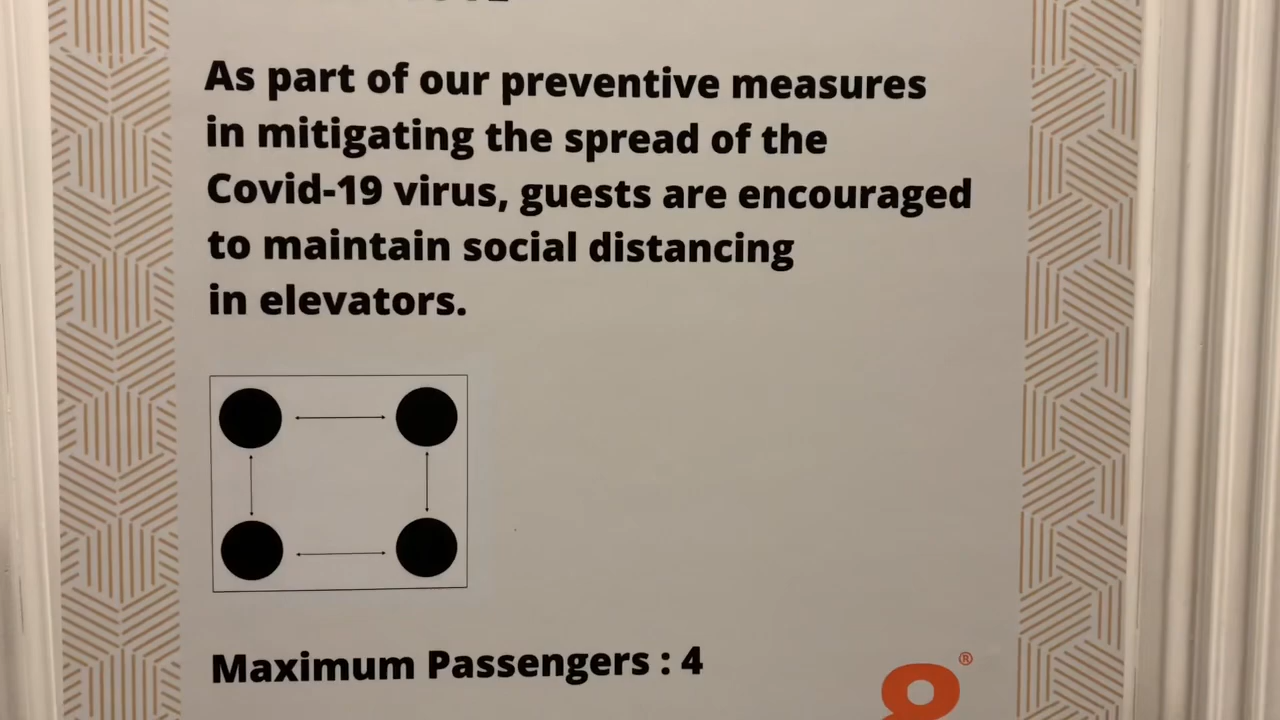 As part of our preventive measures
in mitigating the spread of the
Covid-19 virus, guests are encouraged
to maintain social distancing
in elevators.
Maximum Passengers : 4
®